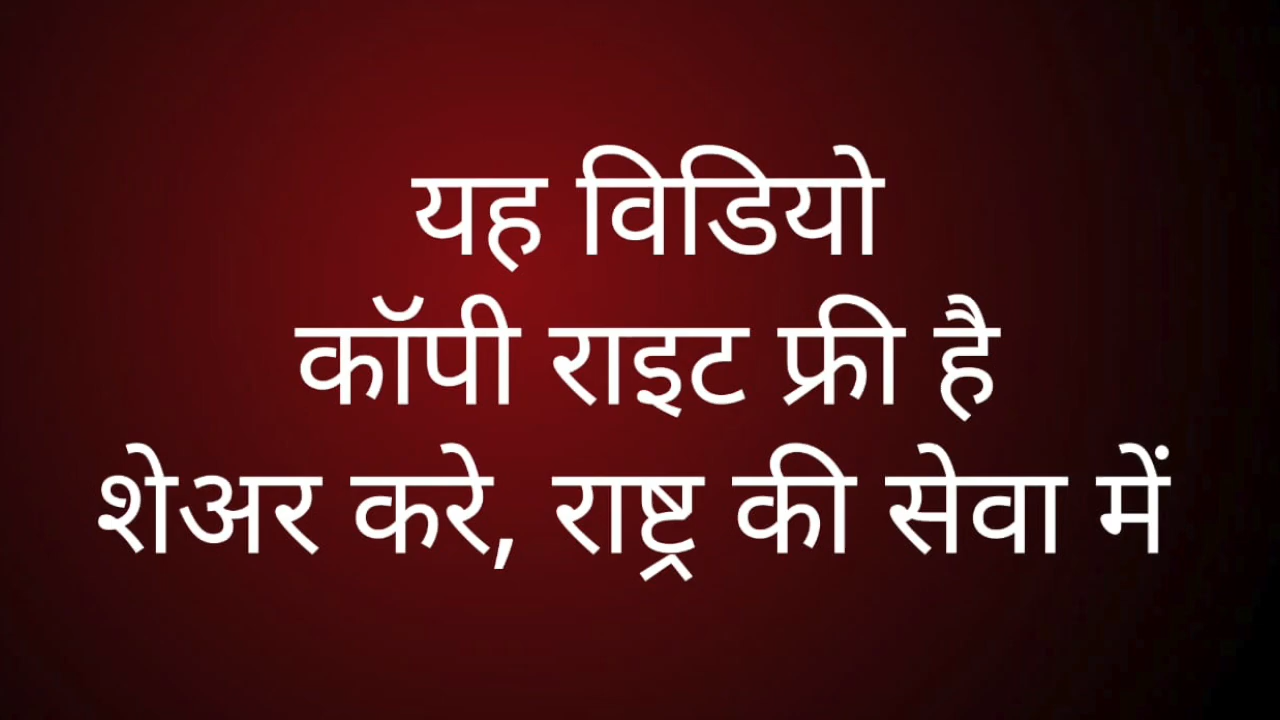 यह विडियो
कॉपी राइट फ्री है
शेअर करे, राष्ट्र की सेवा में